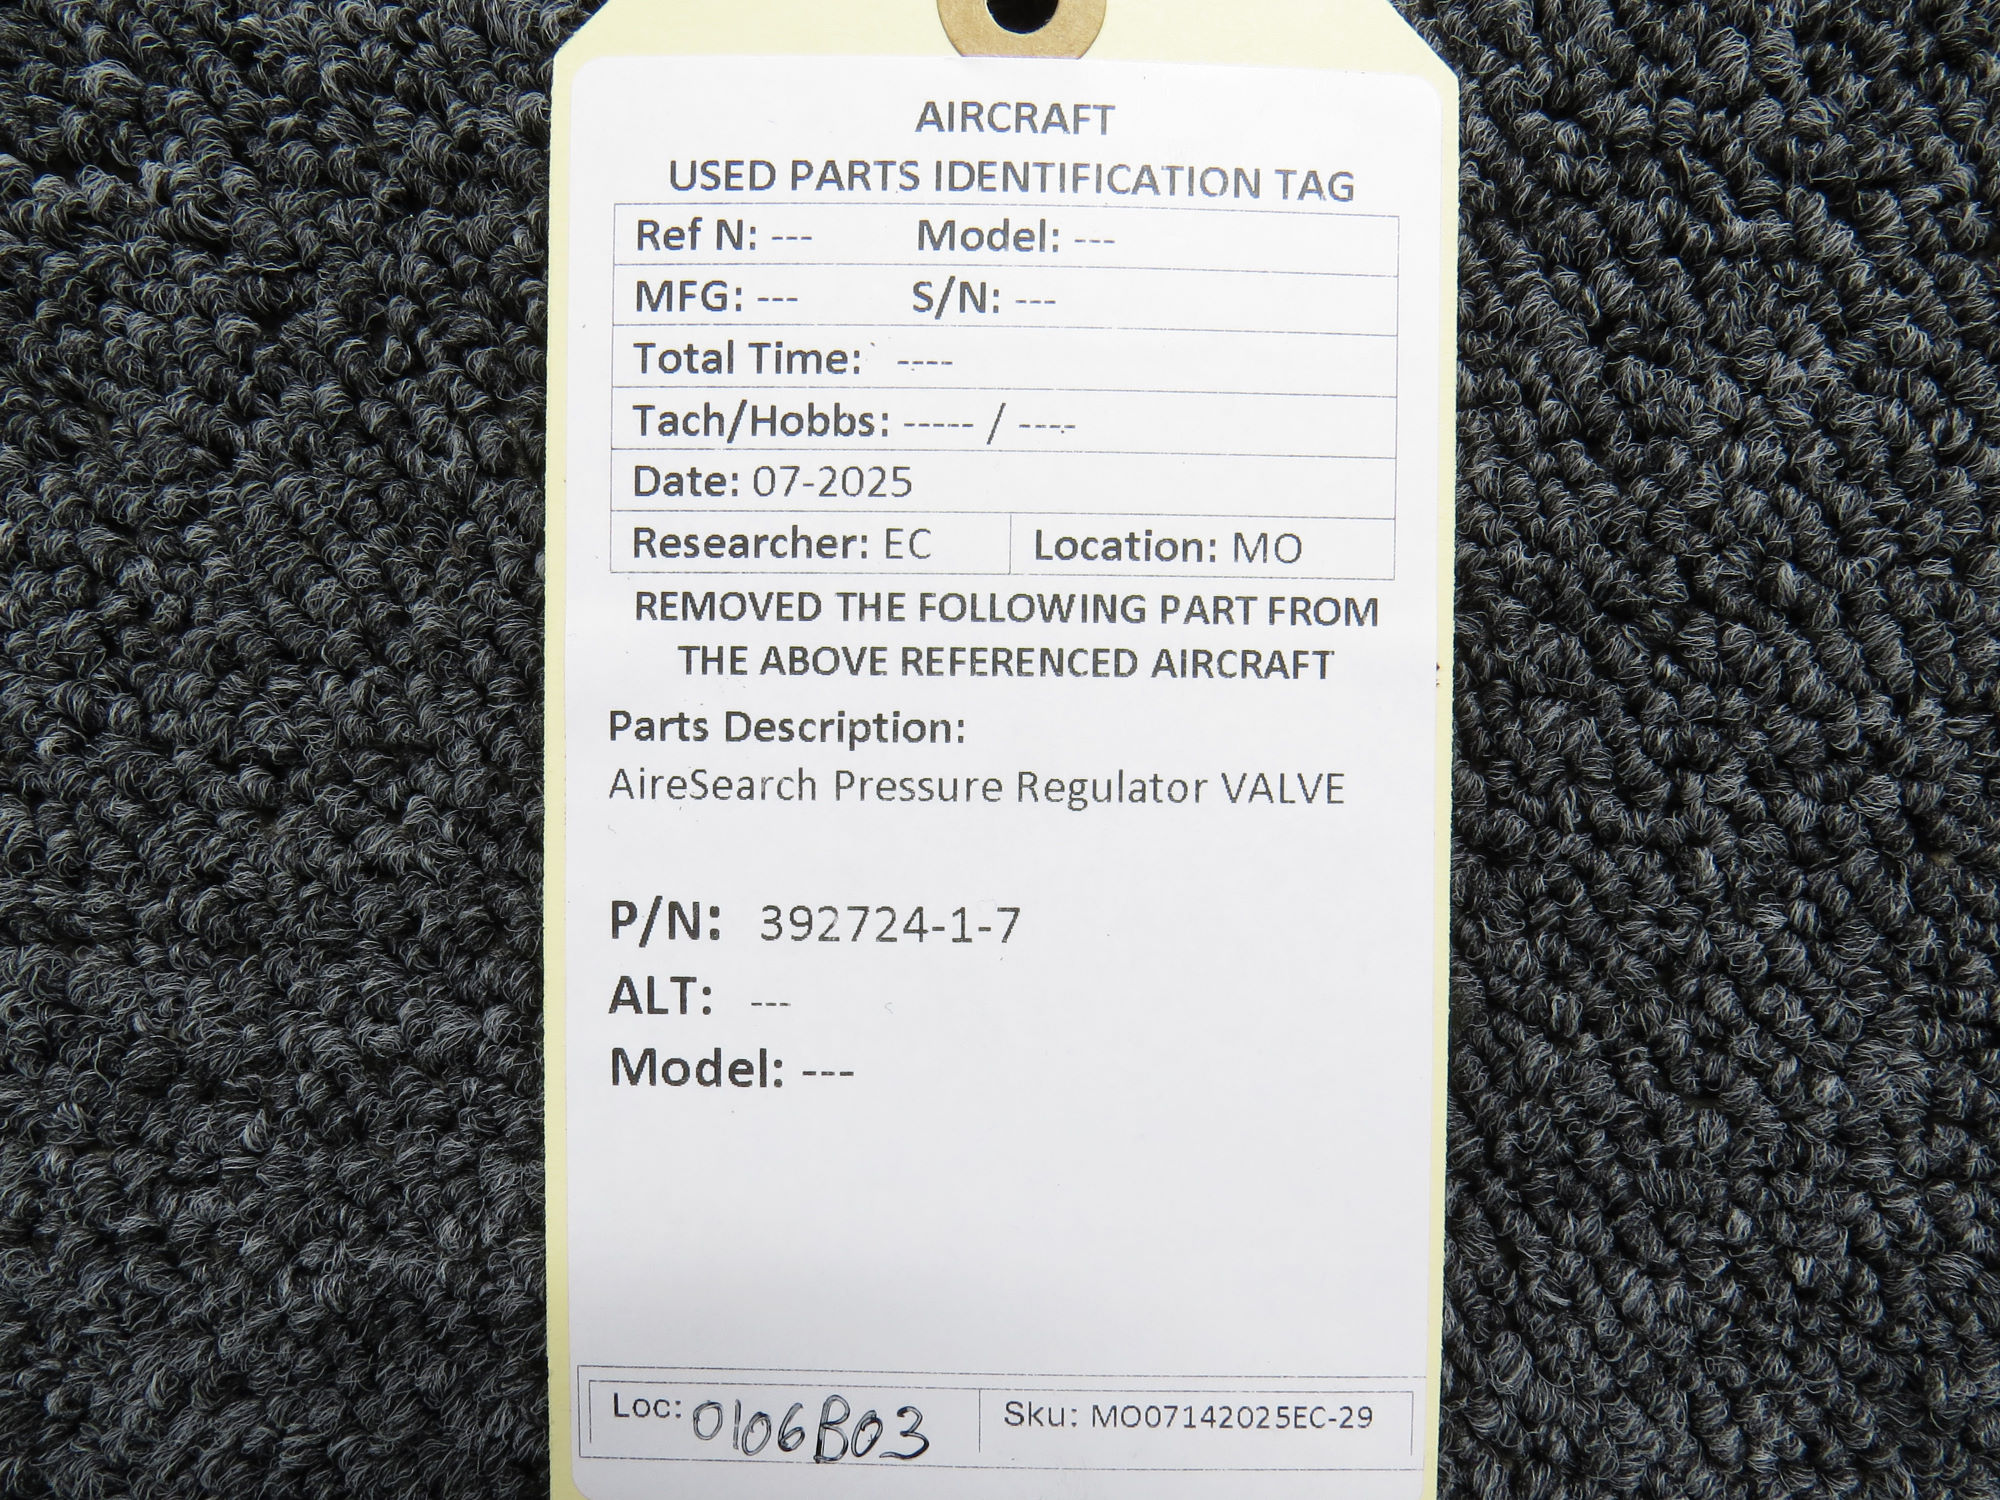 AIRCRAFT
USED PARTS IDENTIFICATION TAG
Ref N: --- Model: ---
MFG: --- S/N: ---
Total Time: ----
Tach/Hobbs: ----- / ----
Date: 07-2025
Researcher: EC Location: MO
REMOVED THE FOLLOWING PART FROM
THE ABOVE REFERENCED AIRCRAFT
Parts Description:
AireSearch Pressure Regulator VALVE
P/N: 392724-1-7
ALT: ---
Model: ---
Loc: 0106B03 Sku: MO07142025EC-29